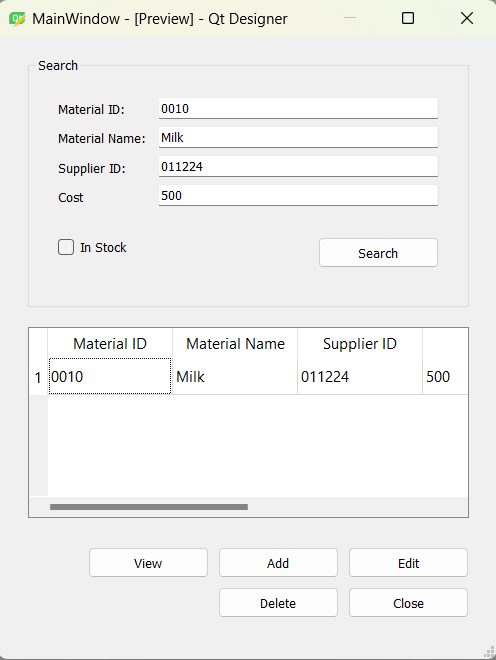 MainWindow - [Preview] - Qt Designer
Search
Material ID: 0010
Material Name: Milk
Supplier ID: 011224
Cost 500
In Stock Search
Material ID Material Name Supplier ID
1 0010 Milk 011224 500
View Add Edit
Delete Close